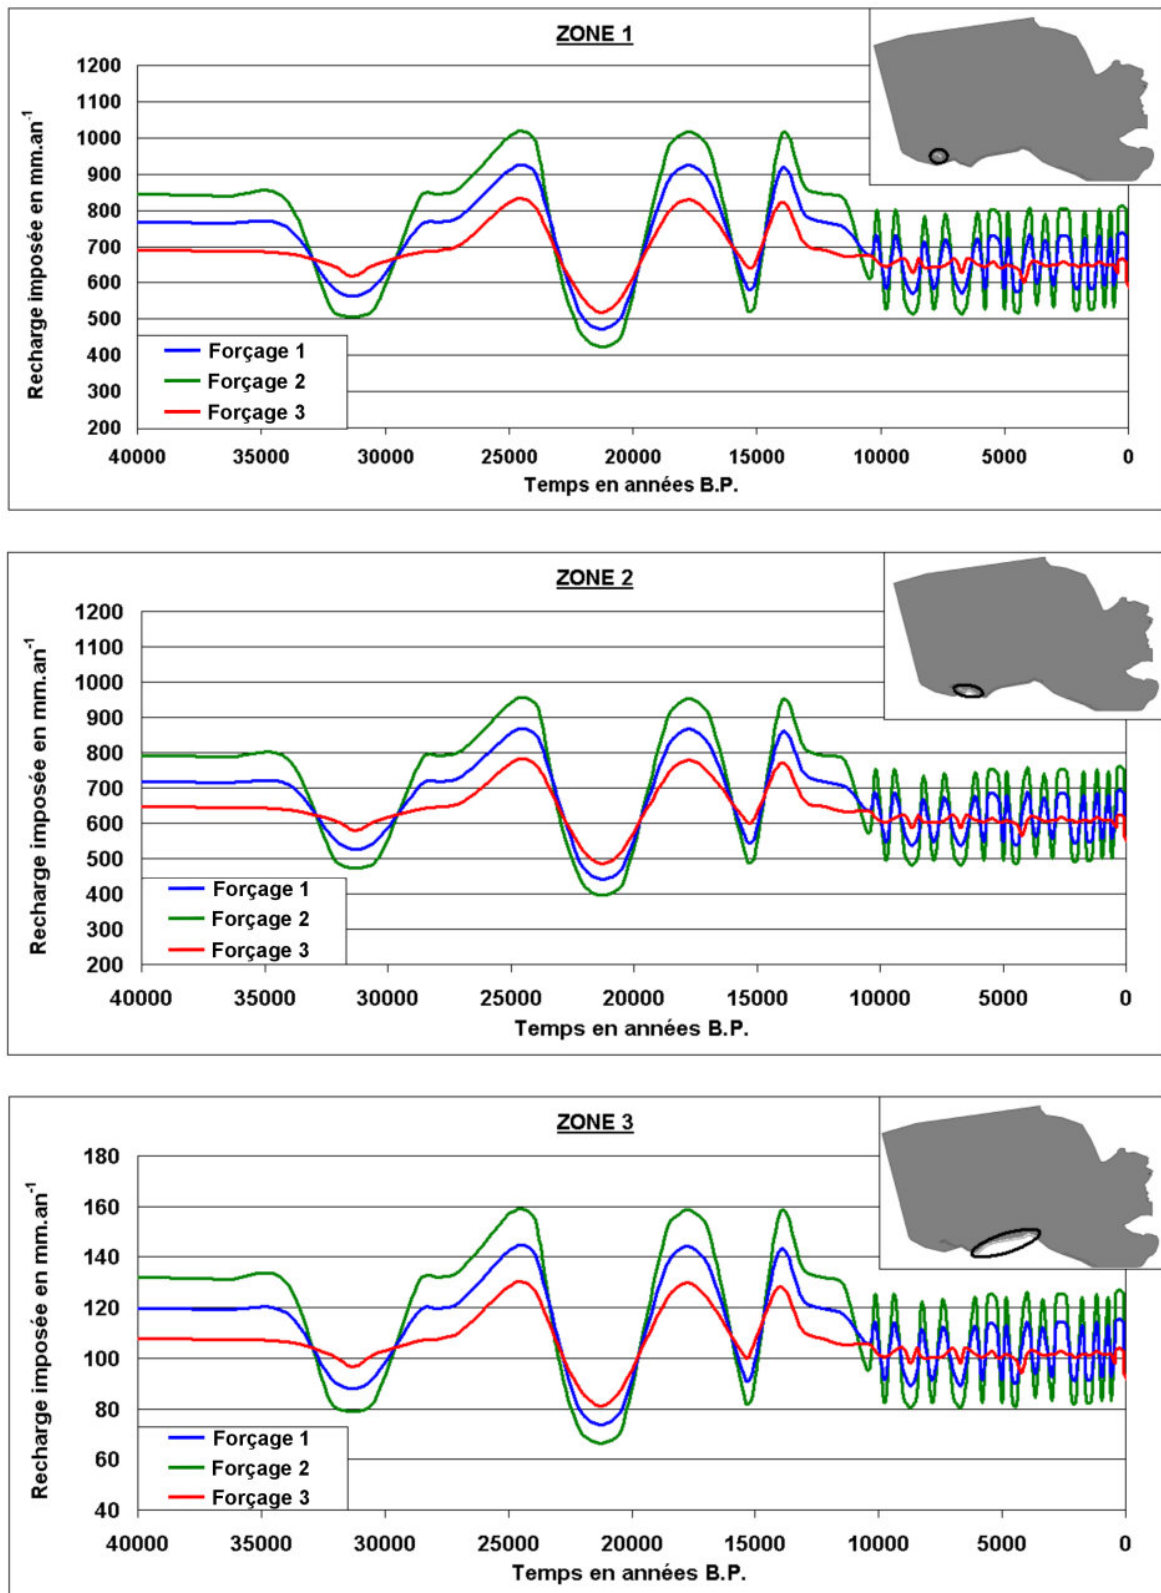 ZONE 1
Recharge imposée en mm.an⁻¹
1200
1100
1000
900
800
700
600
500
400
300
200
Forçage 1
Forçage 2
Forçage 3
40000 35000 30000 25000 20000 15000 10000 5000 0
Temps en années B.P.
ZONE 2
Recharge imposée en mm.an⁻¹
1200
1100
1000
900
800
700
600
500
400
300
200
Forçage 1
Forçage 2
Forçage 3
40000 35000 30000 25000 20000 15000 10000 5000 0
Temps en années B.P.
ZONE 3
Recharge imposée en mm.an⁻¹
180
160
140
120
100
80
60
40
Forçage 1
Forçage 2
Forçage 3
40000 35000 30000 25000 20000 15000 10000 5000 0
Temps en années B.P.